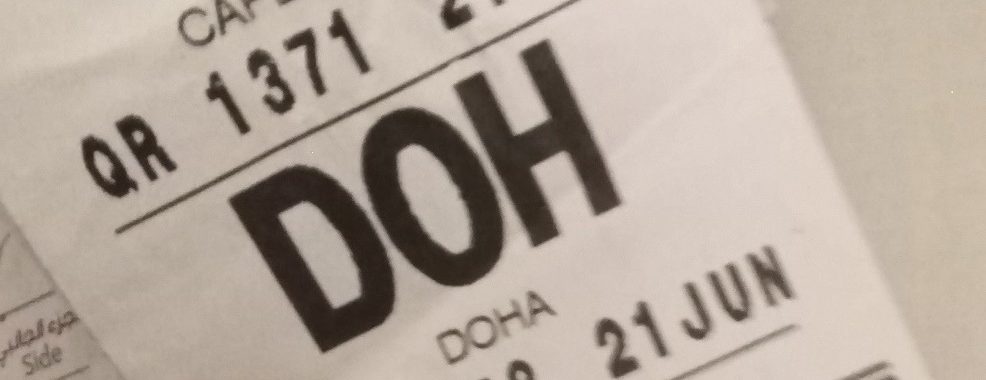 QR 1371
DOH
DOHA
21JUN
Side